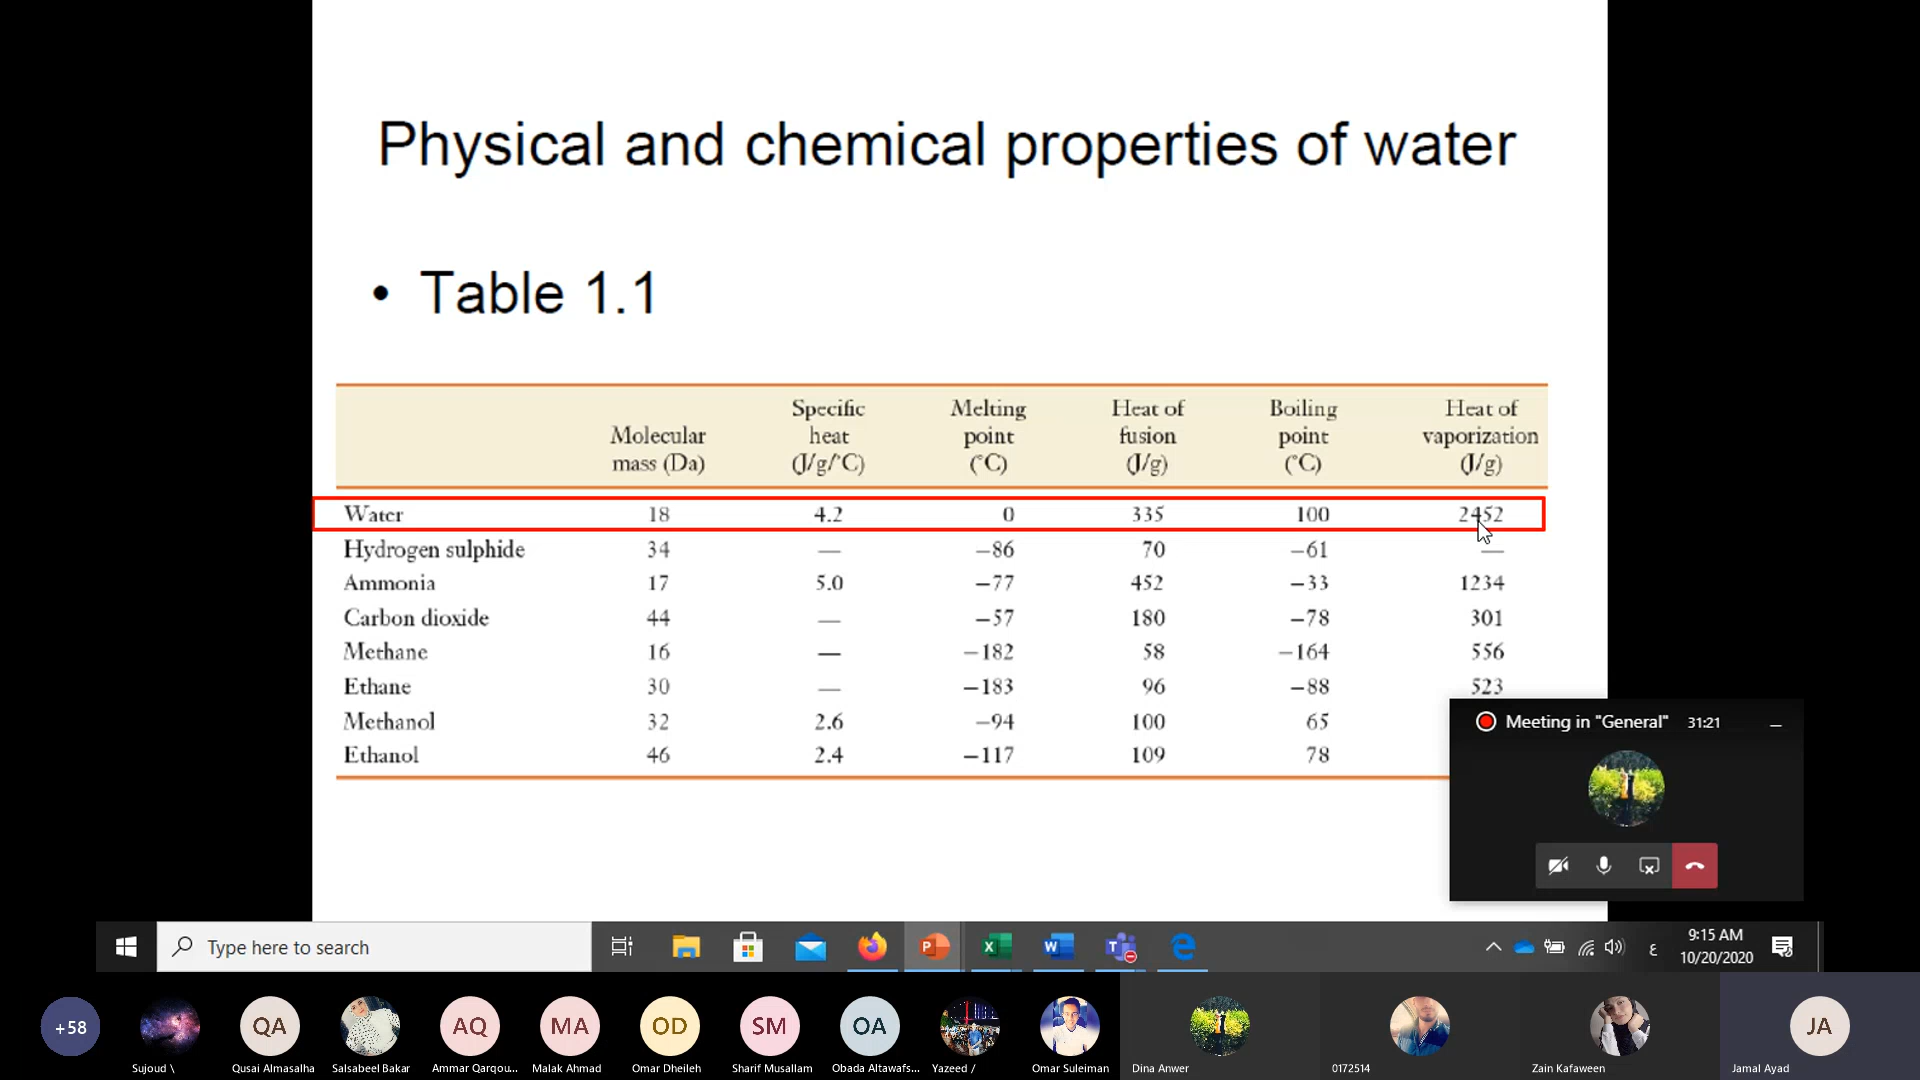 Physical and chemical properties of water
• Table 1.1
Molecular mass (Da) Specific heat (J/g/°C) Melting point (°C) Heat of fusion (J/g) Boiling point (°C) Heat of vaporization (J/g)
Water 18 4.2 0 335 100 2452
Hydrogen sulphide 34 — −86 70 −61 —
Ammonia 17 5.0 −77 452 −33 1234
Carbon dioxide 44 — −57 180 −78 301
Methane 16 — −182 58 −164 556
Ethane 30 — −183 96 −88 523
Methanol 32 2.6 −94 100 65
Ethanol 46 2.4 −117 109 78
Meeting in "General" 31:21
Type here to search
ع
9:15 AM
10/20/2020
+58 QA AQ MA OD SM OA JA
Sujoud \ Qusai Almasalha Salsabeel Bakar Ammar Qarqou... Malak Ahmad Omar Dheileh Sharif Musallam Obada Altawafs... Yazeed / Omar Suleiman Dina Anwer 0172514 Zain Kafaween Jamal Ayad